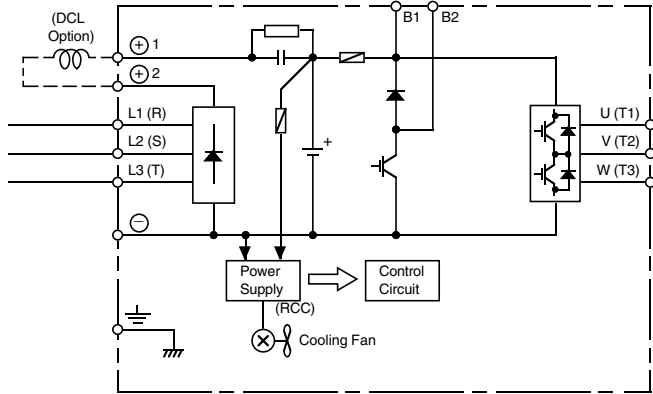 B1 B2
(DCL
Option)
⊕ 1
⊕ 2
L1 (R)
L2 (S)
L3 (T)
U (T1)
V (T2)
W (T3)
+
⊖
Power
Supply
(RCC)
Control
Circuit
Cooling Fan